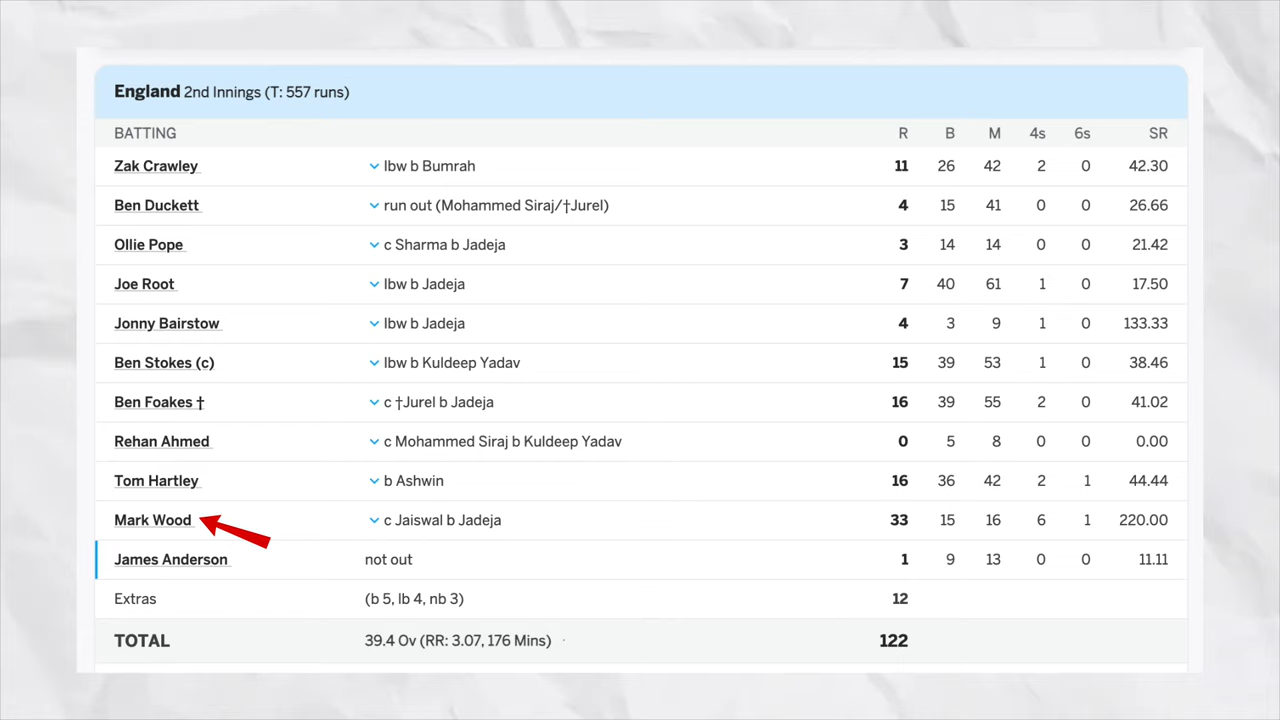 England 2nd Innings (T: 557 runs)
BATTING R B M 4s 6s SR
Zak Crawley lbw b Bumrah 11 26 42 2 0 42.30
Ben Duckett run out (Mohammed Siraj/†Jurel) 4 15 41 0 0 26.66
Ollie Pope c Sharma b Jadeja 3 14 14 0 0 21.42
Joe Root lbw b Jadeja 7 40 61 1 0 17.50
Jonny Bairstow lbw b Jadeja 4 3 9 1 0 133.33
Ben Stokes (c) lbw b Kuldeep Yadav 15 39 53 1 0 38.46
Ben Foakes † c †Jurel b Jadeja 16 39 55 2 0 41.02
Rehan Ahmed c Mohammed Siraj b Kuldeep Yadav 0 5 8 0 0 0.00
Tom Hartley b Ashwin 16 36 42 2 1 44.44
Mark Wood c Jaiswal b Jadeja 33 15 16 6 1 220.00
James Anderson not out 1 9 13 0 0 11.11
Extras (b 5, lb 4, nb 3) 12
TOTAL 39.4 Ov (RR: 3.07, 176 Mins) 122